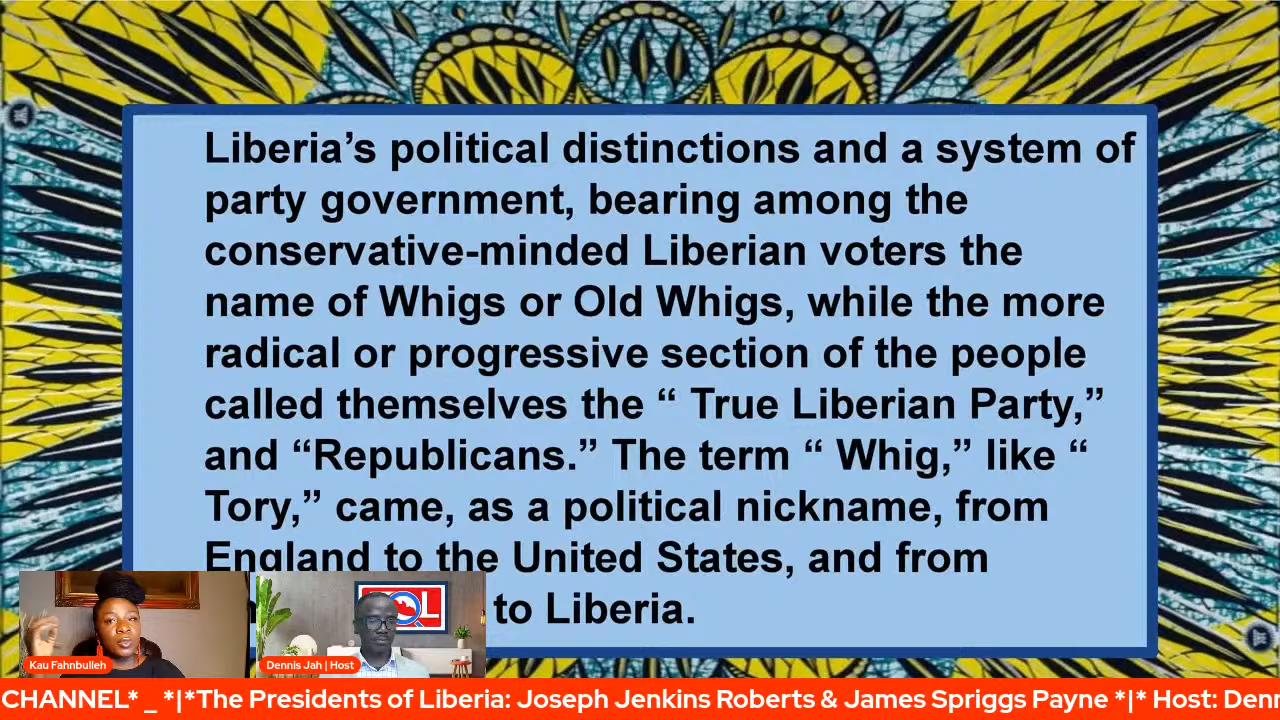 Liberia’s political distinctions and a system of
party government, bearing among the
conservative-minded Liberian voters the
name of Whigs or Old Whigs, while the more
radical or progressive section of the people
called themselves the “ True Liberian Party,”
and “Republicans.” The term “ Whig,” like “
Tory,” came, as a political nickname, from
England to the United States, and from
to Liberia.
OL
Kau Fahnbulleh
Dennis Jah | Host
CHANNEL* _ *|*The Presidents of Liberia: Joseph Jenkins Roberts & James Spriggs Payne *|* Host: Denn